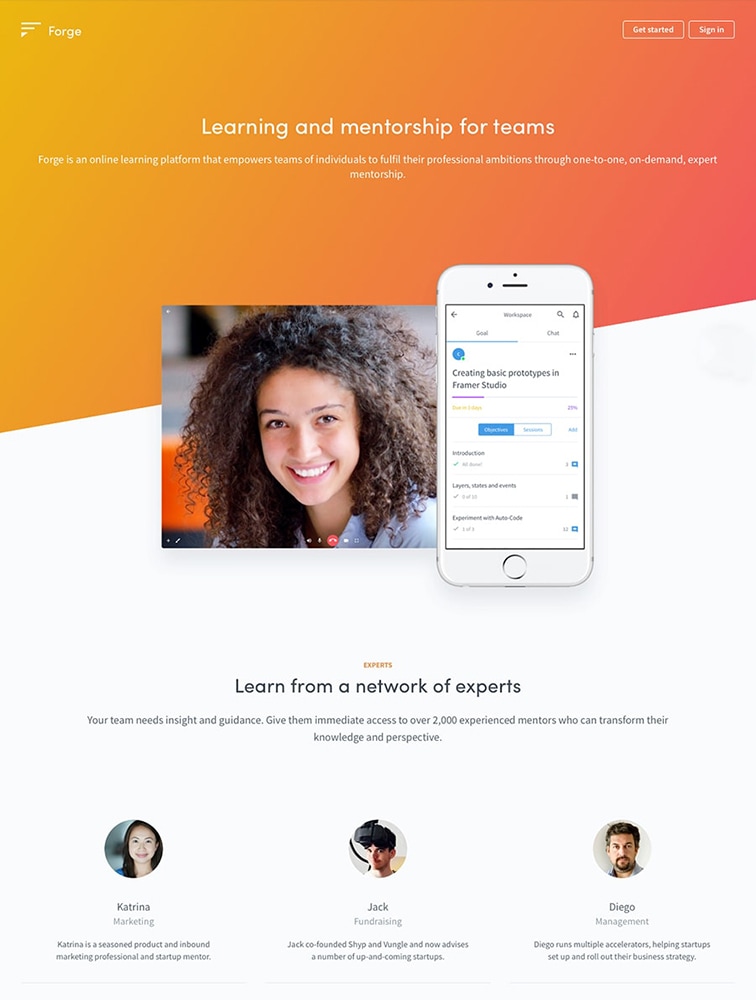 Forge
Get started
Sign in
Learning and mentorship for teams
Forge is an online learning platform that empowers teams of individuals to fulfil their professional ambitions through one-to-one, on-demand, expert
mentorship.
Workspace
Goal
Chat
Creating basic prototypes in
Framer Studio
Due in 3 days
25%
Objectives
Sessions
Add
Introduction
All done!
3
Layers, states and events
0 of 10
1
Experiment with Auto-Code
1 of 3
12
EXPERTS
Learn from a network of experts
Your team needs insight and guidance. Give them immediate access to over 2,000 experienced mentors who can transform their
knowledge and perspective.
Katrina
Marketing
Katrina is a seasoned product and inbound
marketing professional and startup mentor.
Jack
Fundraising
Jack co-founded Shyp and Vungle and now advises
a number of up-and-coming startups.
Diego
Management
Diego runs multiple accelerators, helping startups
set up and roll out their business strategy.